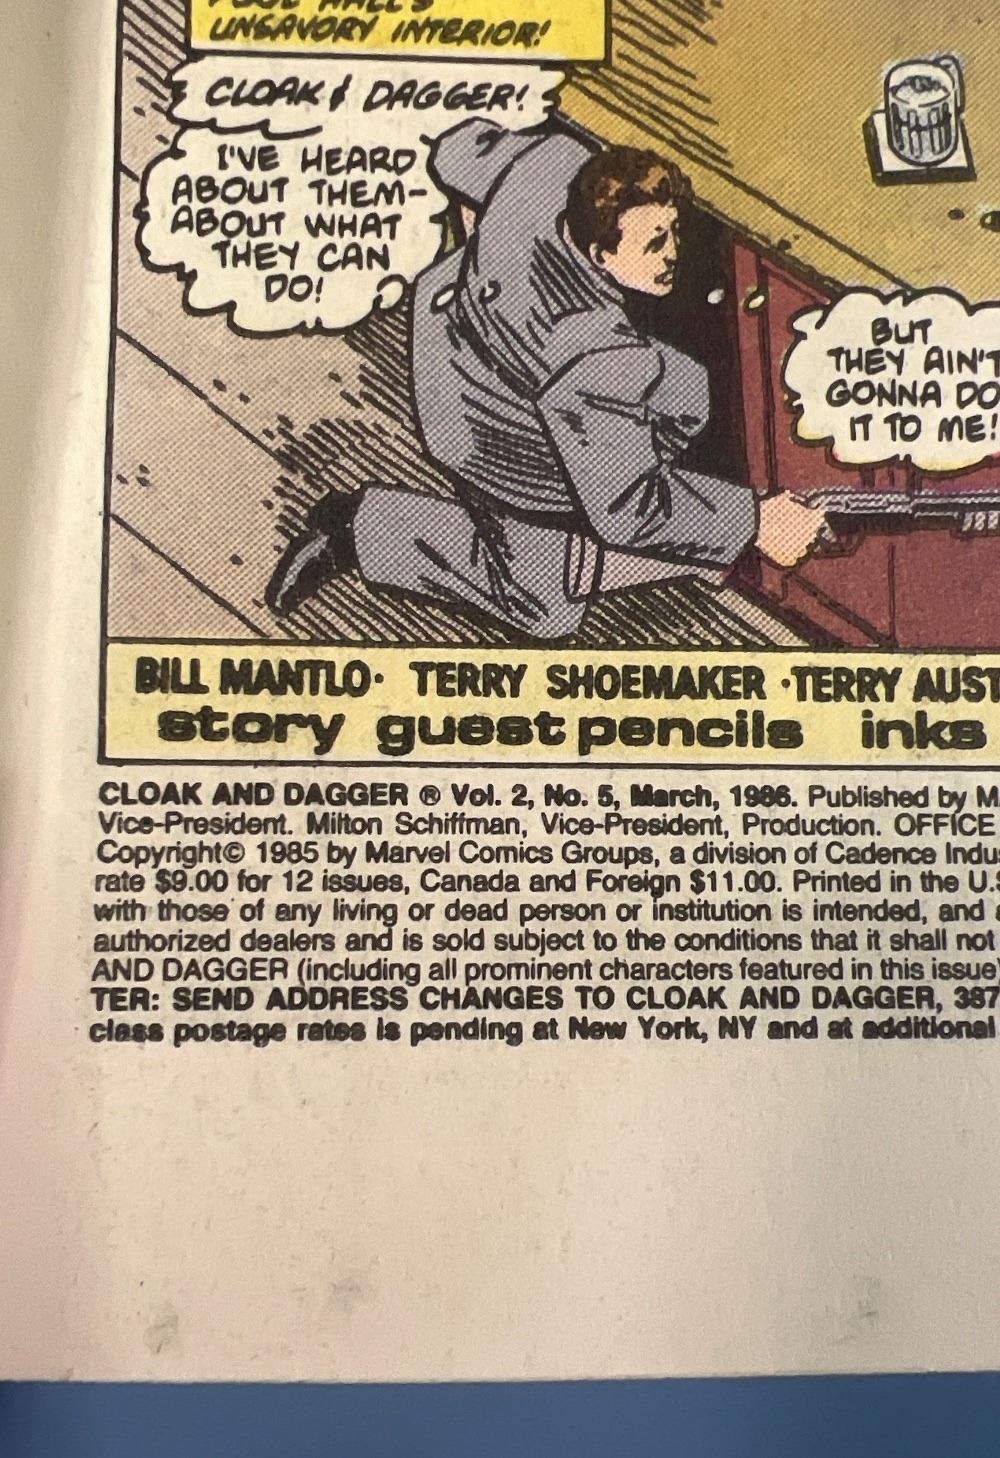 POOL HALL'S
UNSAVORY INTERIOR!
CLOAK & DAGGER!
I'VE HEARD
ABOUT THEM-
ABOUT WHAT
THEY CAN
DO!
BUT
THEY AIN'T
GONNA DO
IT TO ME!
BILL MANTLO· TERRY SHOEMAKER ·TERRY AUST
story guest pencils inks
CLOAK AND DAGGER ® Vol. 2, No. 5, March, 1986. Published by M
Vice-President. Milton Schiffman, Vice-President, Production. OFFICE
Copyright© 1985 by Marvel Comics Groups, a division of Cadence Indu
rate $9.00 for 12 issues, Canada and Foreign $11.00. Printed in the U.S
with those of any living or dead person or institution is intended, and a
authorized dealers and is sold subject to the conditions that it shall not
AND DAGGER (including all prominent characters featured in this issue)
TER: SEND ADDRESS CHANGES TO CLOAK AND DAGGER, 387
class postage rates is pending at New York, NY and at additional